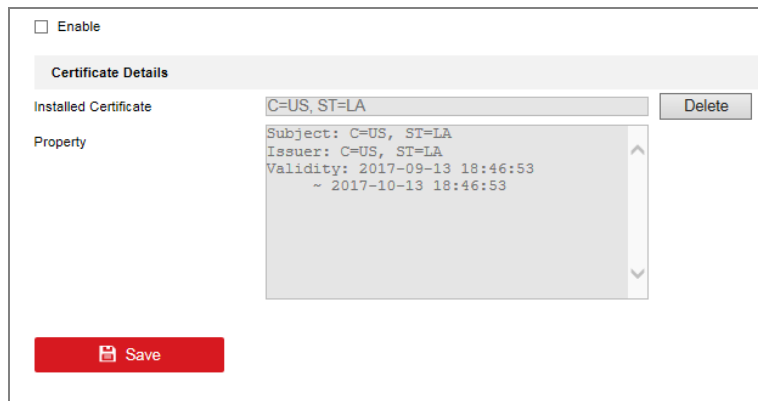 Enable
Certificate Details
Installed Certificate C=US, ST=LA Delete
Property
Subject: C=US, ST=LA
Issuer: C=US, ST=LA
Validity: 2017-09-13 18:46:53
~ 2017-10-13 18:46:53
Save